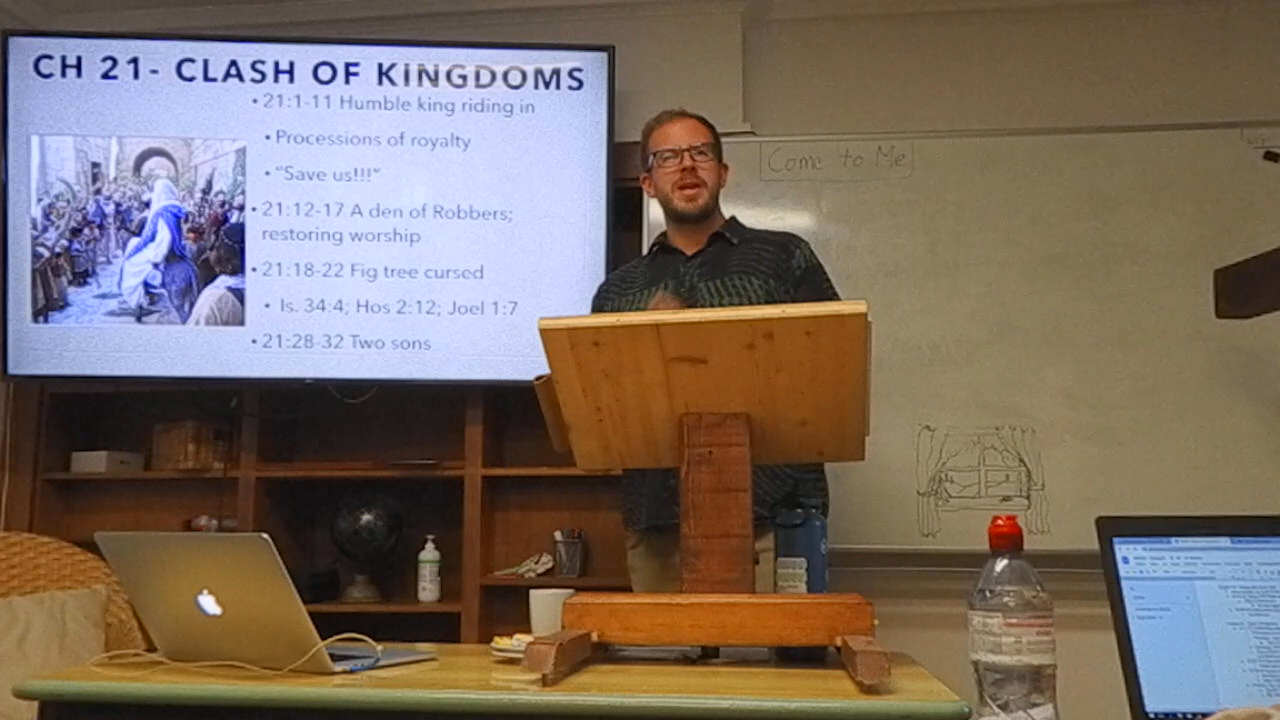 CH 21- CLASH OF KINGDOMS
• 21:1-11 Humble king riding in
• Processions of royalty
• "Save us!!!"
• 21:12-17 A den of Robbers;
restoring worship
• 21:18-22 Fig tree cursed
• Is. 34:4; Hos 2:12; Joel 1:7
• 21:28-32 Two sons
Come to Me